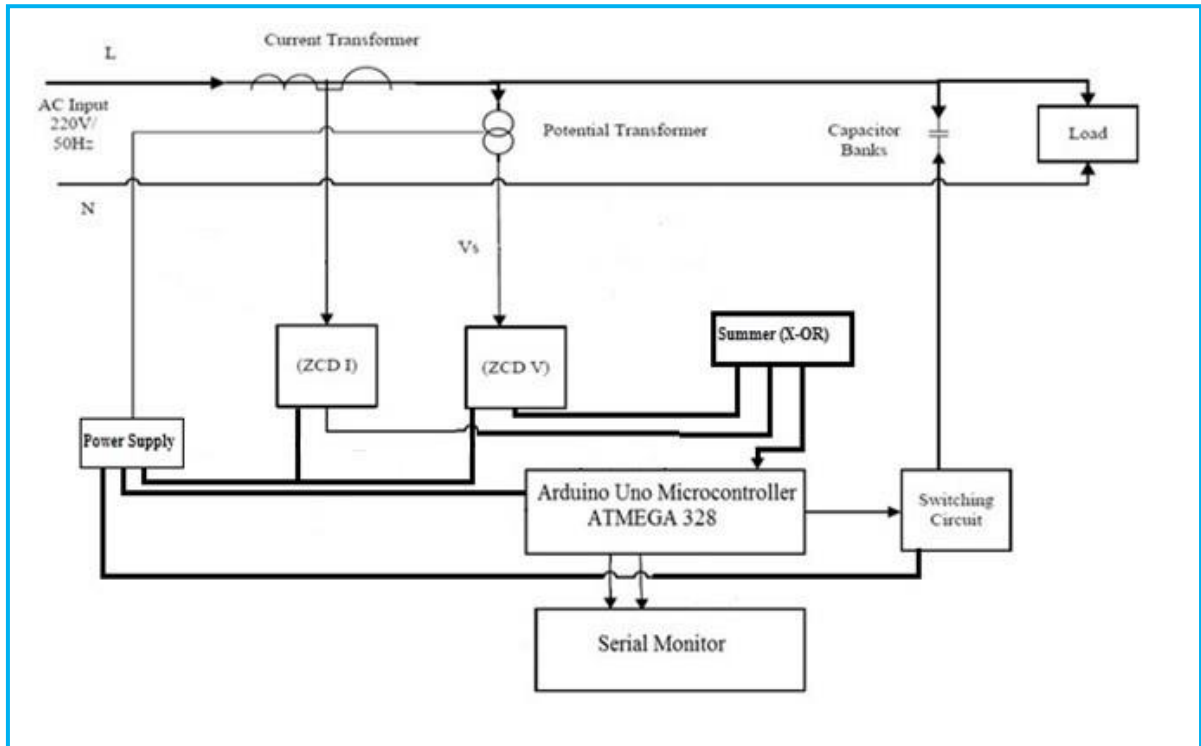 Current Transformer
L
AC Input
220V/
50Hz
Potential Transformer
Capacitor
Banks
Load
N
Vs
Summer (X-OR)
(ZCD I)
(ZCD V)
Power Supply
Arduino Uno Microcontroller
ATMEGA 328
Switching
Circuit
Serial Monitor